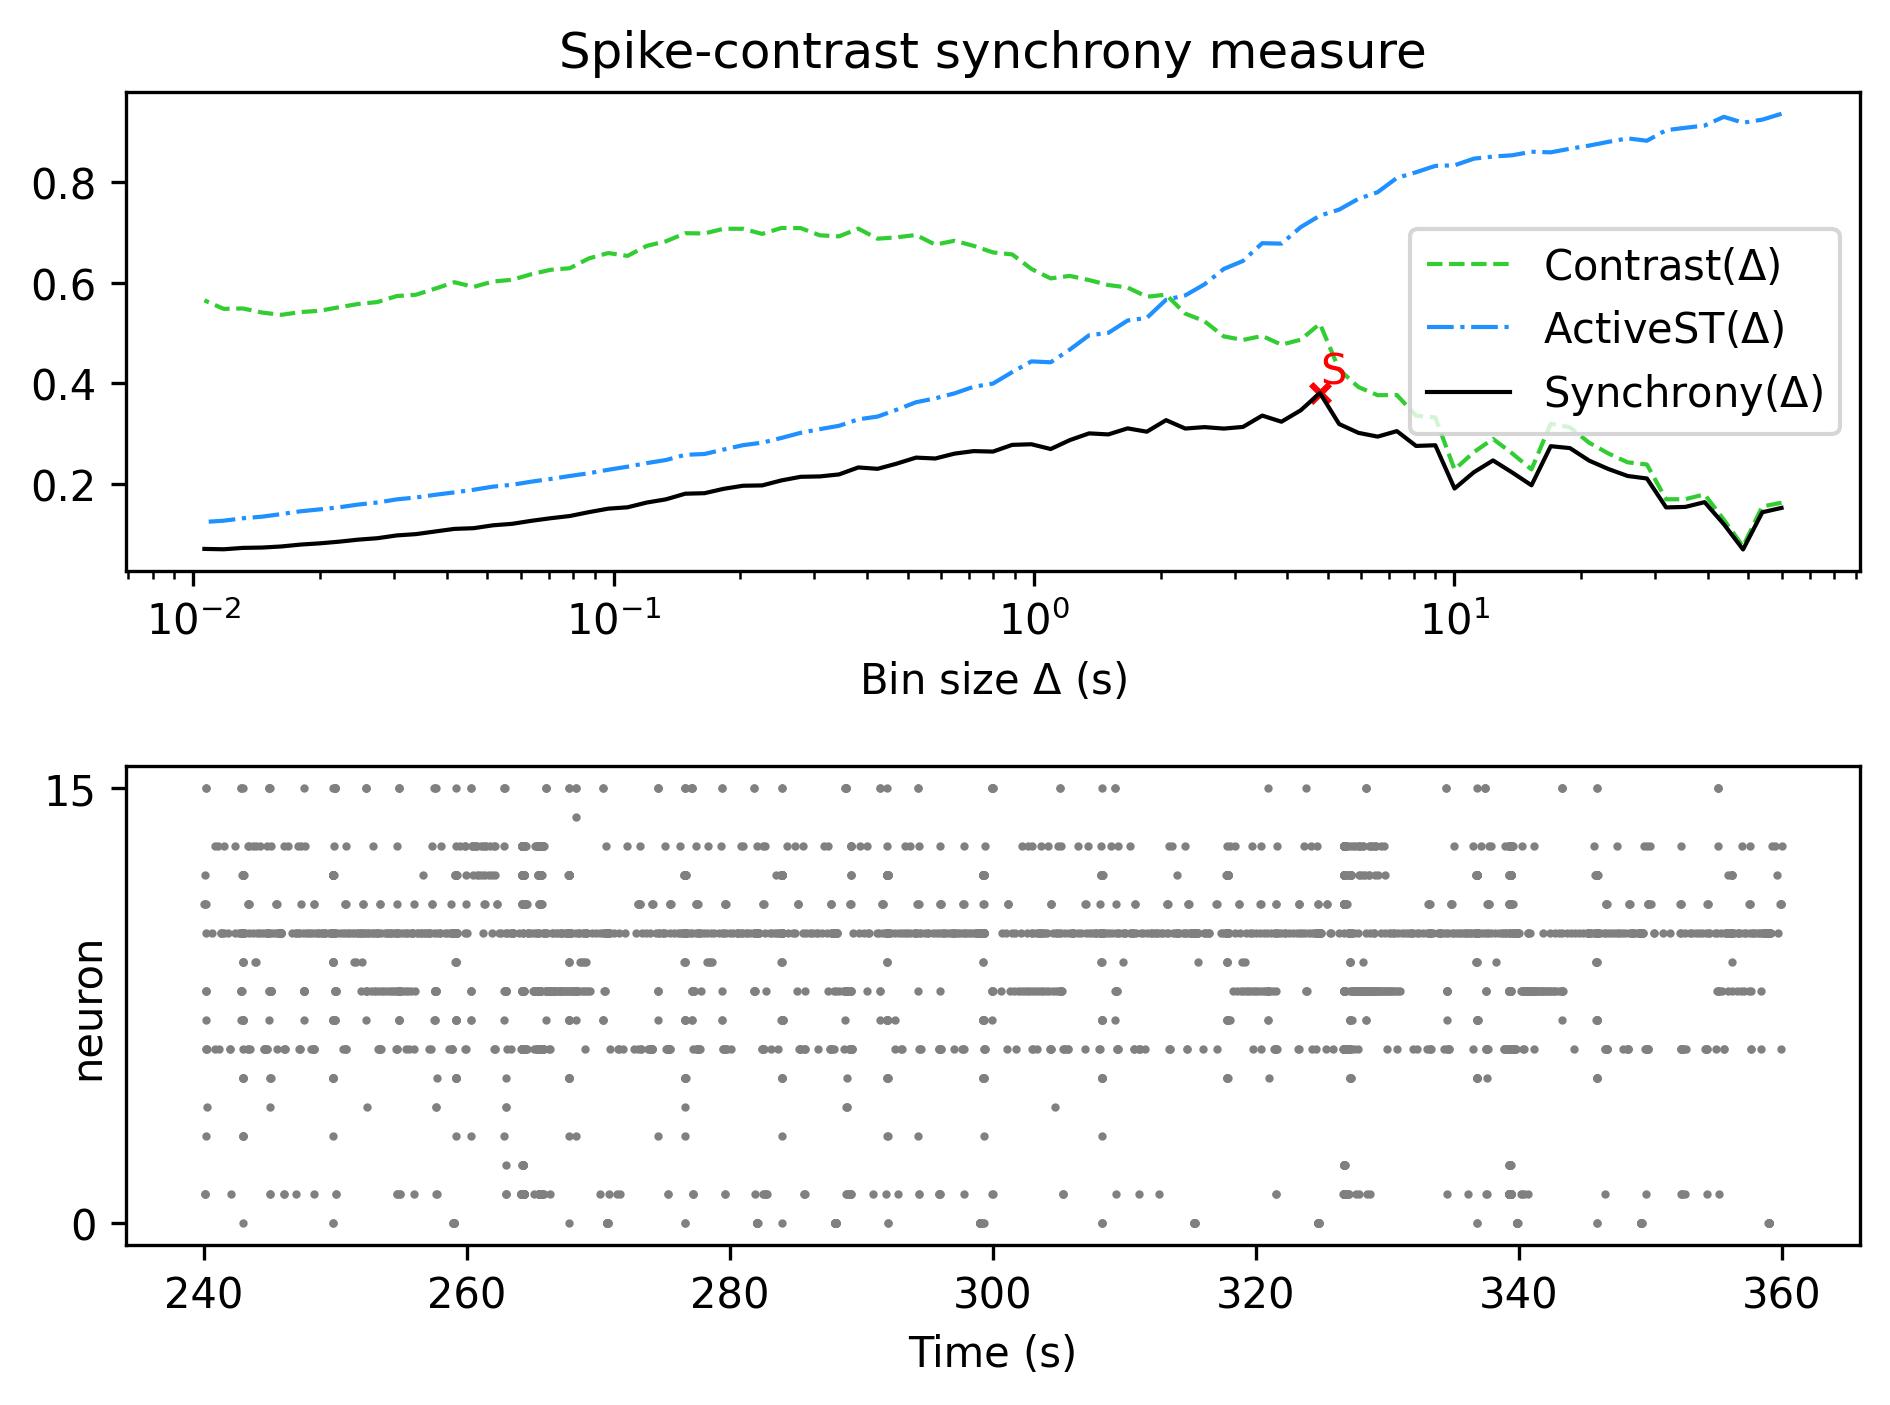 Spike-contrast synchrony measure
0.8
0.6
0.4
0.2
Contrast(Δ)
ActiveST(Δ)
Synchrony(Δ)
S
10⁻² 10⁻¹ 10⁰ 10¹
Bin size Δ (s)
15
0
neuron
240 260 280 300 320 340 360
Time (s)